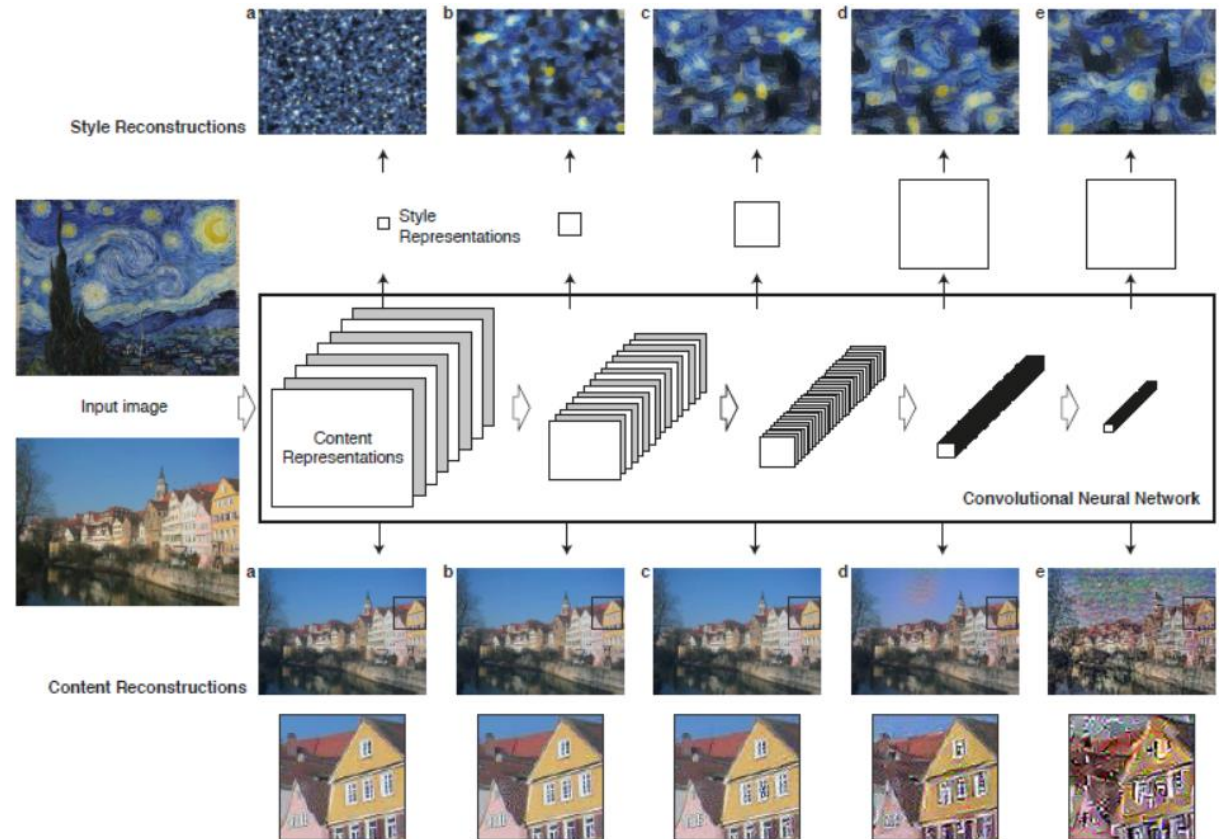 a
b
c
d
e
Style Reconstructions
Style
Representations
Input image
Content
Representations
Convolutional Neural Network
a
b
c
d
e
Content Reconstructions